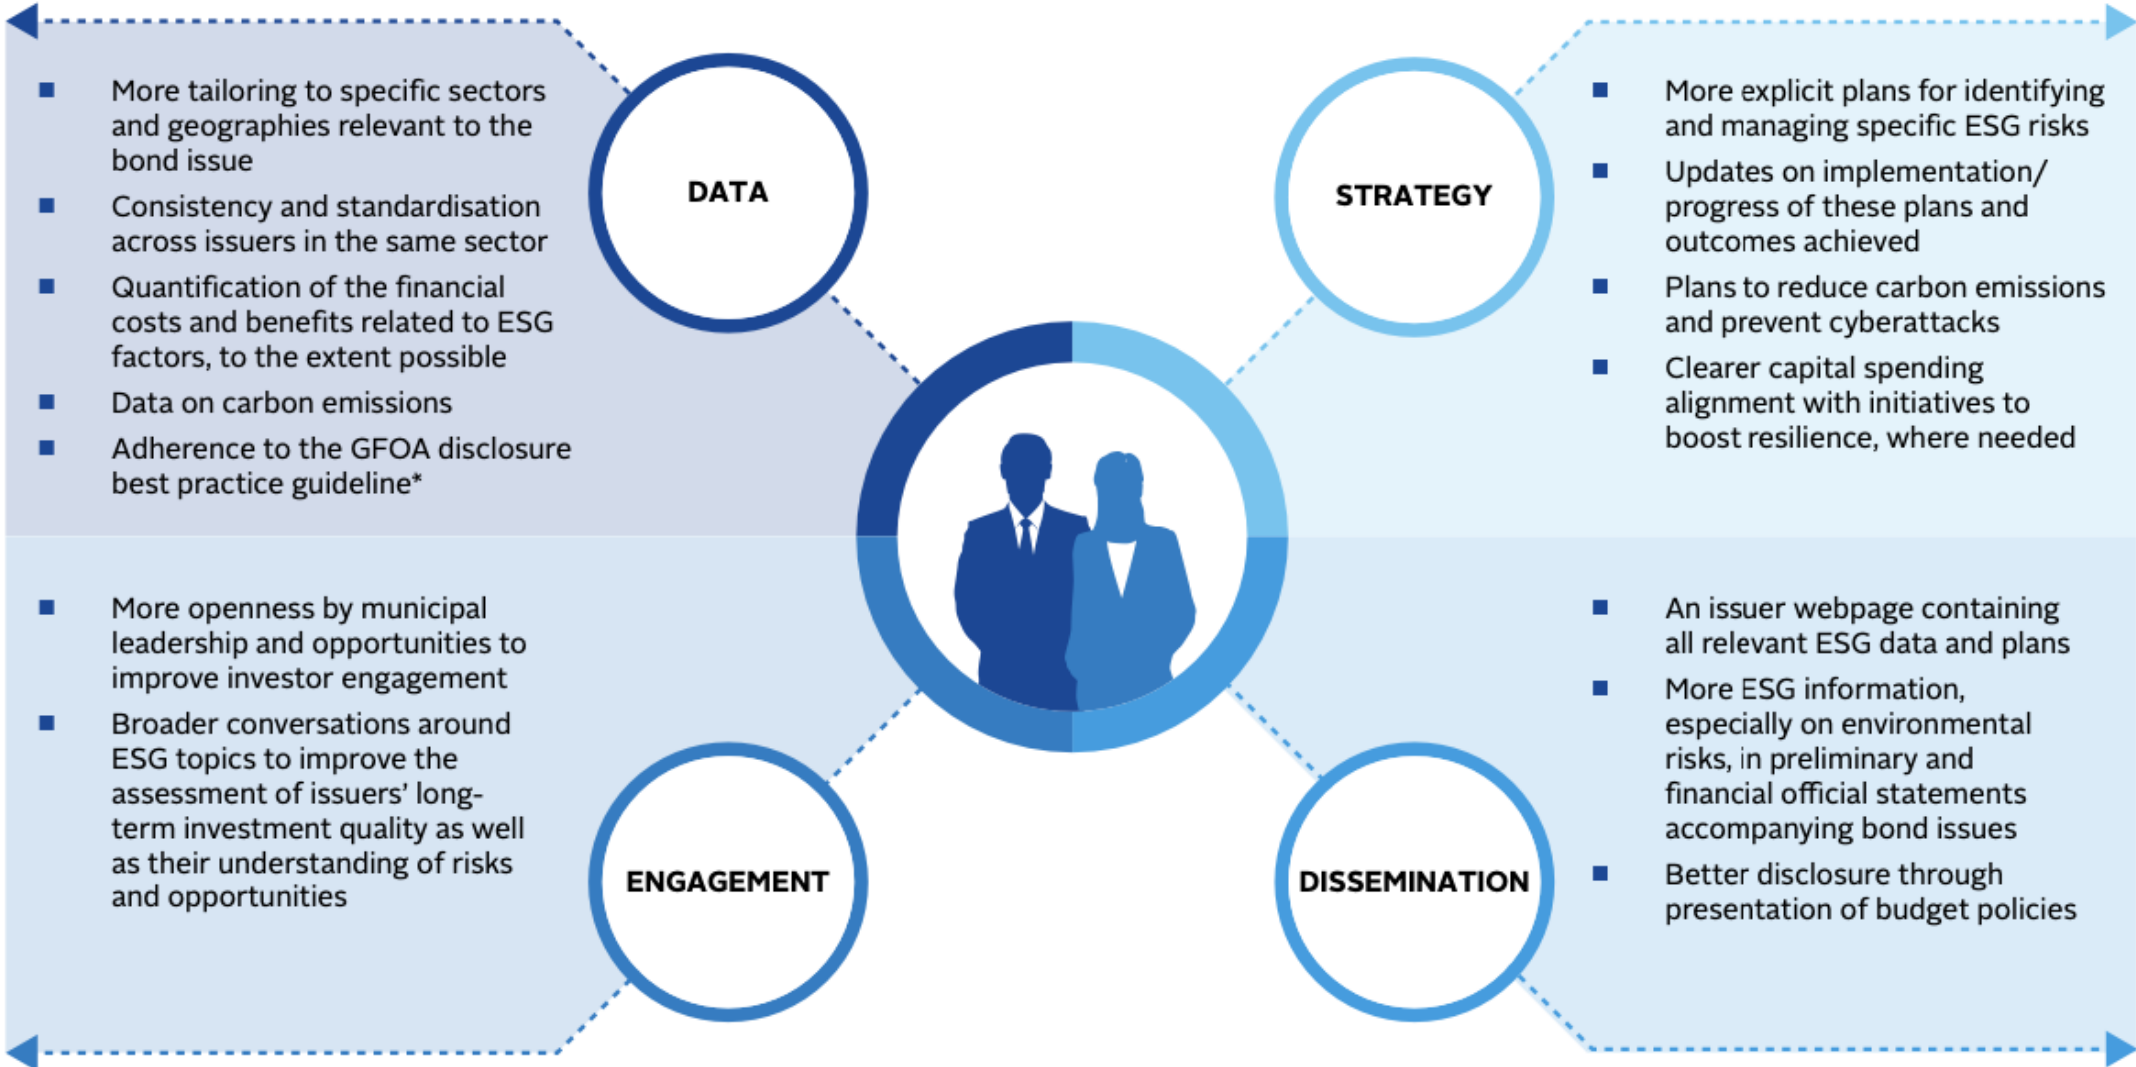 DATA
■ More tailoring to specific sectors
and geographies relevant to the
bond issue
■ Consistency and standardisation
across issuers in the same sector
■ Quantification of the financial
costs and benefits related to ESG
factors, to the extent possible
■ Data on carbon emissions
■ Adherence to the GFOA disclosure
best practice guideline*
STRATEGY
■ More explicit plans for identifying
and managing specific ESG risks
■ Updates on implementation/
progress of these plans and
outcomes achieved
■ Plans to reduce carbon emissions
and prevent cyberattacks
■ Clearer capital spending
alignment with initiatives to
boost resilience, where needed
ENGAGEMENT
■ More openness by municipal
leadership and opportunities to
improve investor engagement
■ Broader conversations around
ESG topics to improve the
assessment of issuers’ long-
term investment quality as well
as their understanding of risks
and opportunities
DISSEMINATION
■ An issuer webpage containing
all relevant ESG data and plans
■ More ESG information,
especially on environmental
risks, in preliminary and
financial official statements
accompanying bond issues
■ Better disclosure through
presentation of budget policies